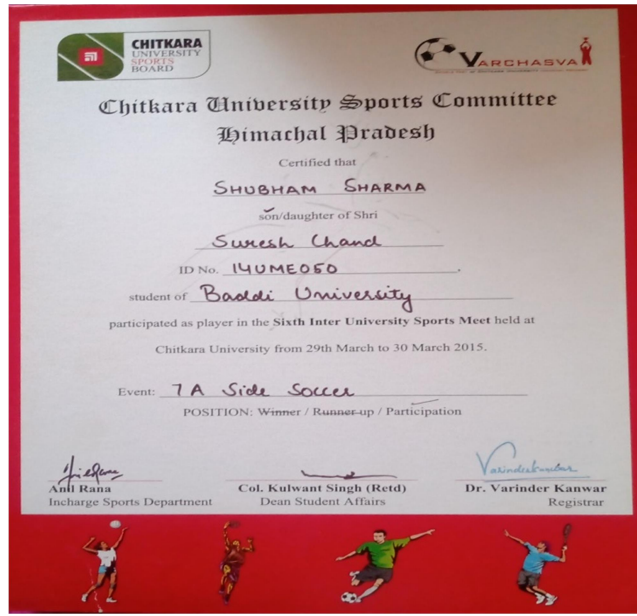 CHITKARA
UNIVERSITY
SPORTS
BOARD
VARCHASVA
Chitkara University Sports Committee
Himachal Pradesh
Certified that
SHUBHAM SHARMA
son/daughter of Shri
Suresh Chand
ID No. 14UME050
student of Baddi University
participated as player in the Sixth Inter University Sports Meet held at
Chitkara University from 29th March to 30 March 2015.
Event: 7 A Side Soccer
POSITION: Winner / Runner-up / Participation
Anil Rana
Col. Kulwant Singh (Retd)
Dr. Varinder Kanwar
Incharge Sports Department
Dean Student Affairs
Registrar